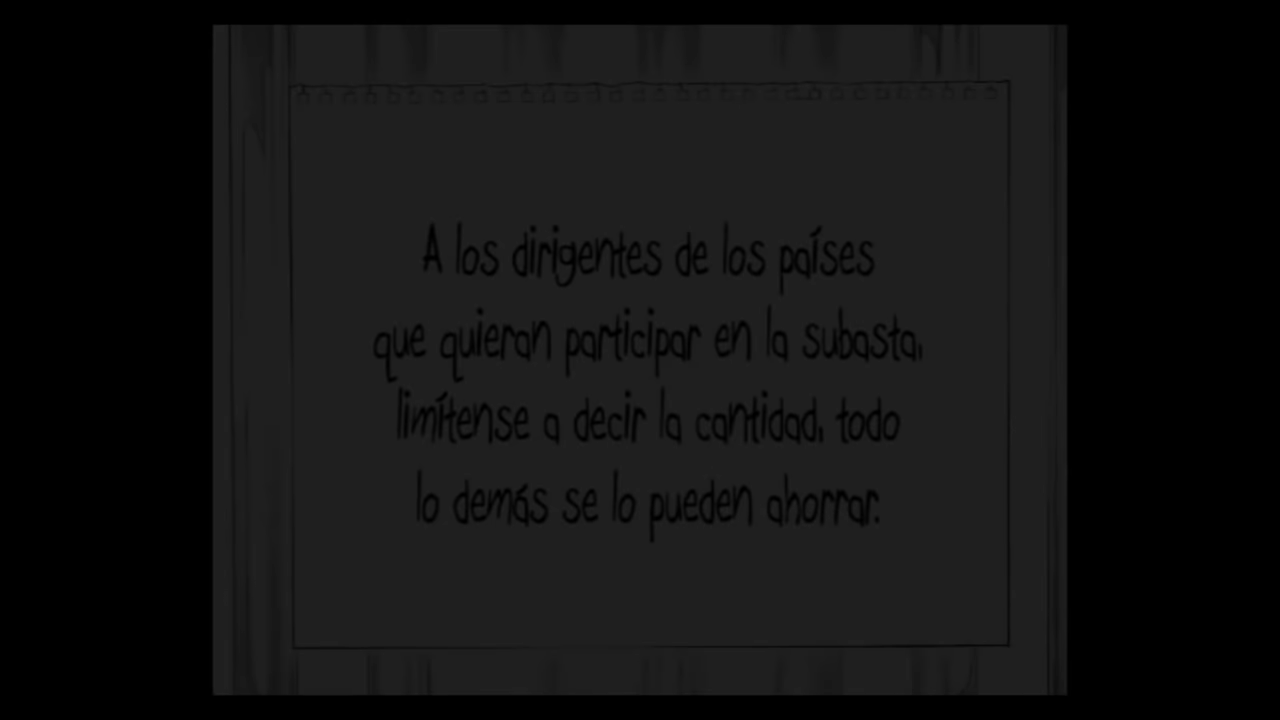 A los dirigentes de los países
que quieran participar en la subasta,
limítense a decir la cantidad, todo
lo demás se lo pueden ahorrar.